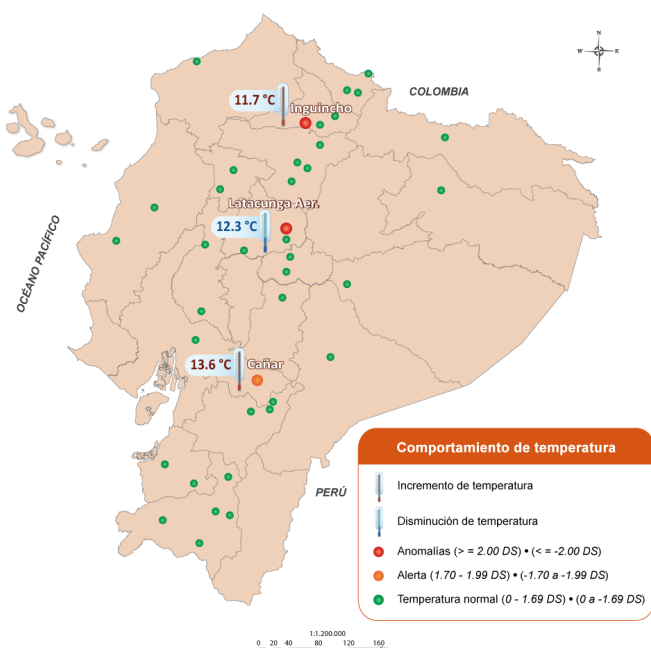 N
W E
S
COLOMBIA
11.7 °C
Inguincho
Latacunga Aer.
12.3 °C
OCÉANO PACÍFICO
13.6 °C
Cañar
PERÚ
Comportamiento de temperatura
Incremento de temperatura
Disminución de temperatura
Anomalías (> = 2.00 DS) • (< = -2.00 DS)
Alerta (1.70 - 1.99 DS) • (-1.70 a -1.99 DS)
Temperatura normal (0 - 1.69 DS) • (0 a -1.69 DS)
1:1.200.000
0 20 40 80 120 160